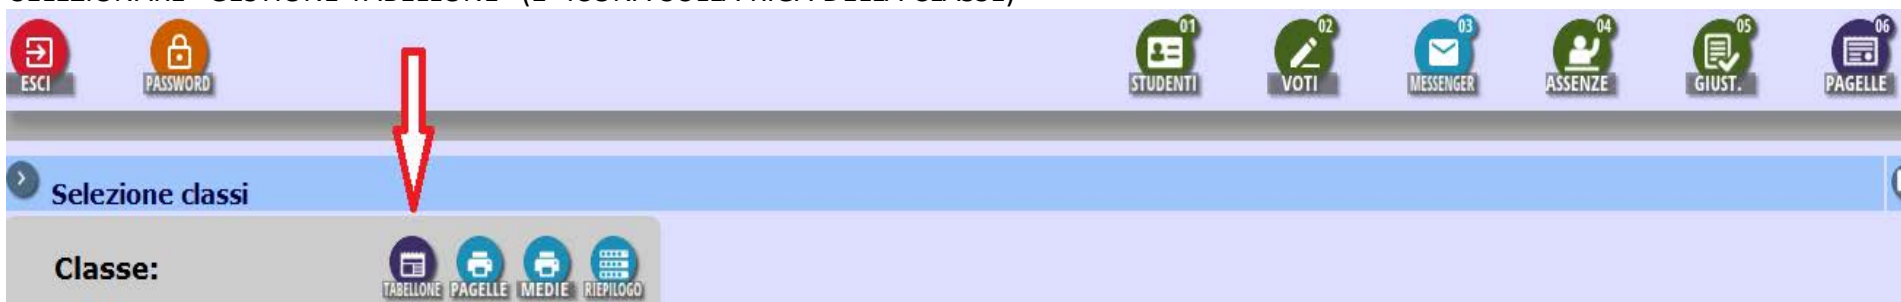 01 02 03 04 05 06
ESCI PASSWORD STUDENTI VOTI MESSENGER ASSENZE GIUST. PAGELLE
Selezione classi
Classe:
TABELLONE PAGELLE MEDIE RIEPILOGO